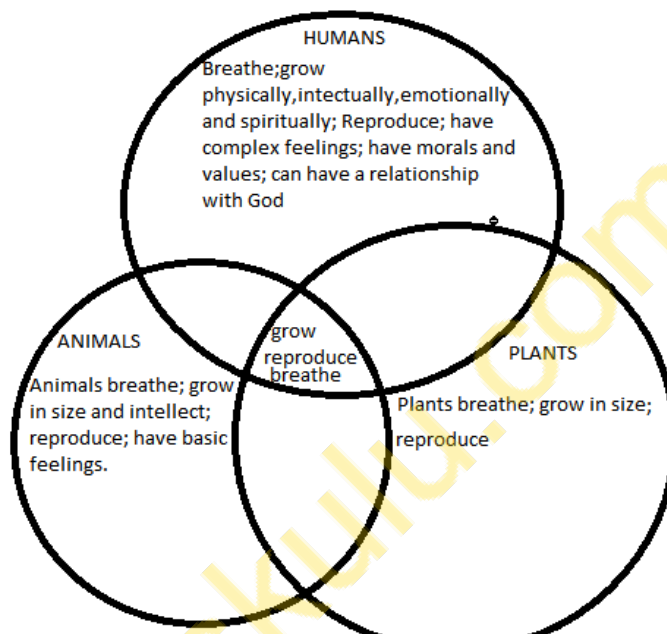 HUMANS
Breathe;grow
physically,intectually,emotionally
and spiritually; Reproduce; have
complex feelings; have morals and
values; can have a relationship
with God
grow
reproduce
breathe
ANIMALS
Animals breathe; grow
in size and intellect;
reproduce; have basic
feelings.
PLANTS
Plants breathe; grow in size;
reproduce
kulu.com